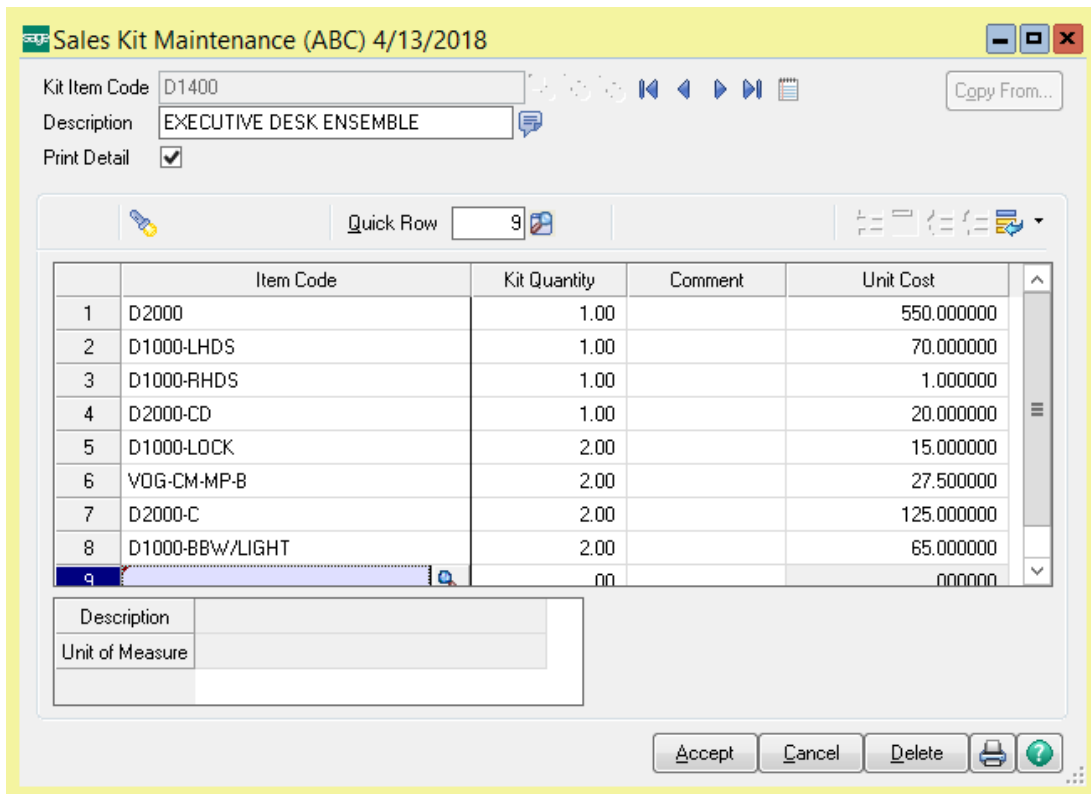 sage Sales Kit Maintenance (ABC) 4/13/2018
Kit Item Code D1400 Copy From...
Description EXECUTIVE DESK ENSEMBLE
Print Detail
Quick Row 9
Item Code Kit Quantity Comment Unit Cost
1 D2000 1.00 550.000000
2 D1000-LHDS 1.00 70.000000
3 D1000-RHDS 1.00 1.000000
4 D2000-CD 1.00 20.000000
5 D1000-LOCK 2.00 15.000000
6 VOG-CM-MP-B 2.00 27.500000
7 D2000-C 2.00 125.000000
8 D1000-BBW/LIGHT 2.00 65.000000
9 .00 .000000
Description
Unit of Measure
Accept Cancel Delete ?